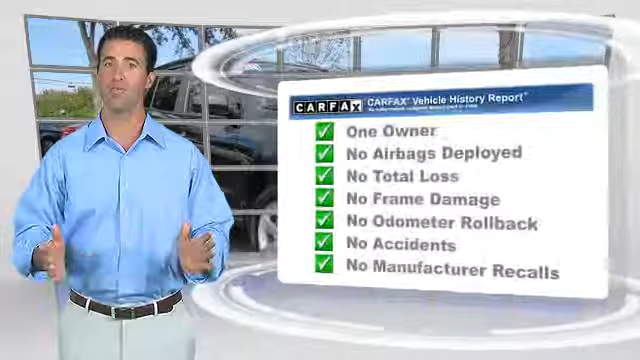 CARFAX CARFAX Vehicle History Report™
One Owner
No Airbags Deployed
No Total Loss
No Frame Damage
No Odometer Rollback
No Accidents
No Manufacturer Recalls